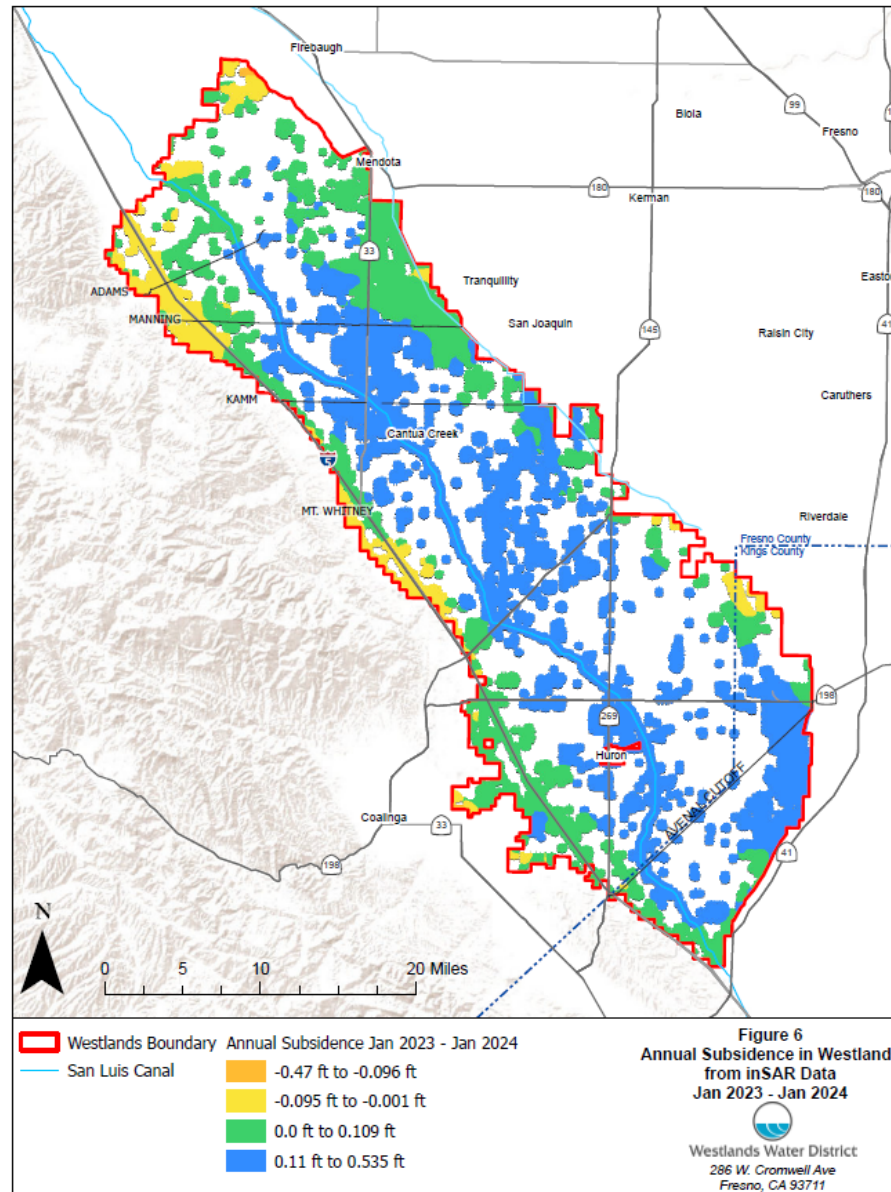 Firebaugh
Biola
99
Fresno
Mendota
180
Kerman
180
33
Tranquillity
Easto
ADAMS
MANNING
San Joaquin
145
Raisin City
41
KAMM
Caruthers
Cantua Creek
5
MT. WHITNEY
Riverdale
Fresno County
Kings County
198
269
Huron
AVENAL CUTOFF
Coalinga
33
41
198
N
0 5 10 20 Miles
Westlands Boundary
San Luis Canal
Annual Subsidence Jan 2023 - Jan 2024
-0.47 ft to -0.096 ft
-0.095 ft to -0.001 ft
0.0 ft to 0.109 ft
0.11 ft to 0.535 ft
Figure 6
Annual Subsidence in Westland
from inSAR Data
Jan 2023 - Jan 2024
Westlands Water District
286 W. Cromwell Ave
Fresno, CA 93711